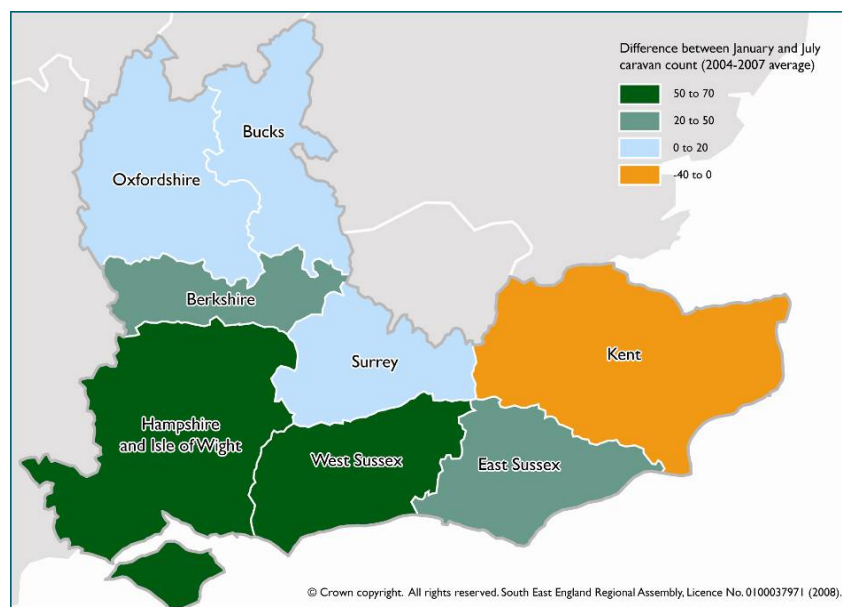 Difference between January and July
caravan count (2004-2007 average)
50 to 70
20 to 50
0 to 20
-40 to 0
Bucks
Oxfordshire
Berkshire
Surrey
Kent
Hampshire
and Isle of Wight
West Sussex
East Sussex
© Crown copyright. All rights reserved. South East England Regional Assembly, Licence No. 0100037971 (2008).